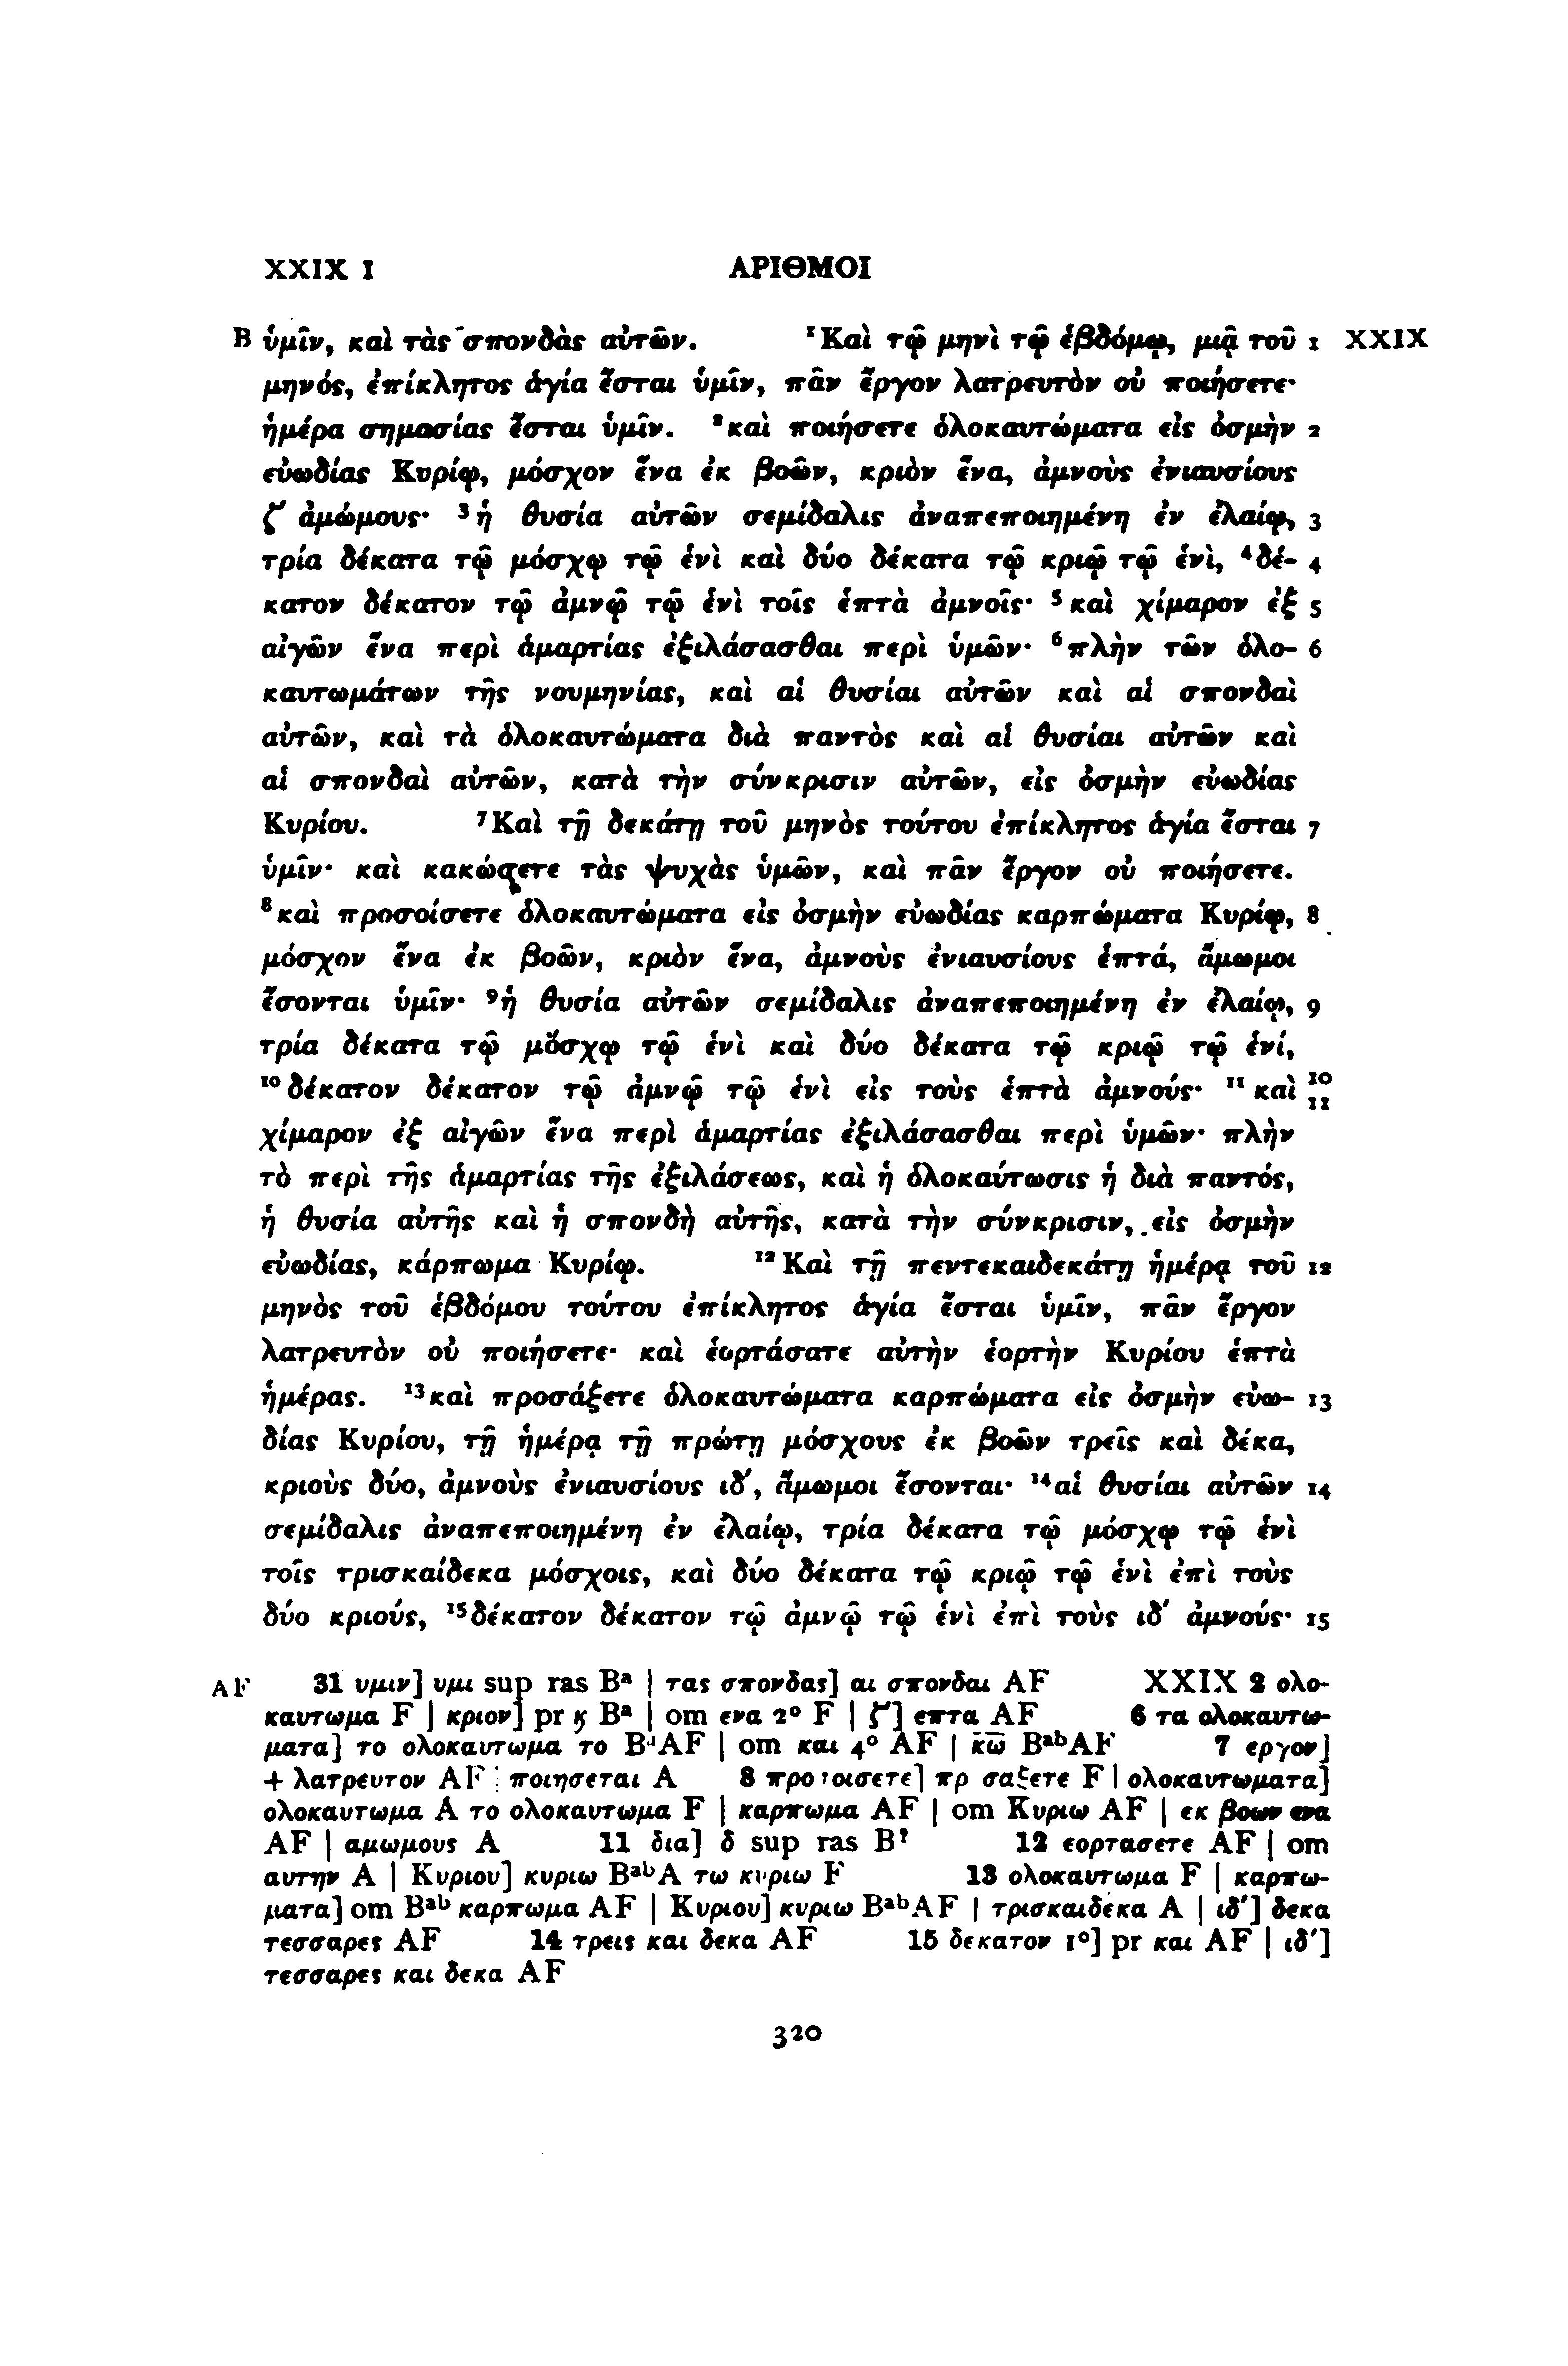 XXIX 1 ΑΡΙΘΜΟΙ
B ὑμῖν, καὶ τὰς σπονδὰς αὐτῶν. ¹Καὶ τῷ μηνὶ τῷ ἑβδόμῳ, μιᾷ τοῦ 1 XXIX
μηνός, ἐπίκλητος ἁγία ἔσται ὑμῖν, πᾶν ἔργον λατρευτὸν οὐ ποιήσετε·
ἡμέρα σημασίας ἔσται ὑμῖν. ²καὶ ποιήσετε ὁλοκαυτώματα εἰς ὀσμὴν 2
εὐωδίας Κυρίῳ, μόσχον ἕνα ἐκ βοῶν, κριὸν ἕνα, ἀμνοὺς ἐνιαυσίους
ζ´ ἀμώμους· ³ἡ θυσία αὐτῶν σεμίδαλις ἀναπεποιημένη ἐν ἐλαίῳ, 3
τρία δέκατα τῷ μόσχῳ τῷ ἑνὶ καὶ δύο δέκατα τῷ κριῷ τῷ ἑνὶ, ⁴δέ- 4
κατον δέκατον τῷ ἀμνῷ τῷ ἑνὶ τοῖς ἑπτὰ ἀμνοῖς· ⁵καὶ χίμαρον ἐξ 5
αἰγῶν ἕνα περὶ ἁμαρτίας ἐξιλάσασθαι περὶ ὑμῶν· ⁶πλὴν τῶν ὁλο- 6
καυτωμάτων τῆς νουμηνίας, καὶ αἱ θυσίαι αὐτῶν καὶ αἱ σπονδαὶ
αὐτῶν, καὶ τὰ ὁλοκαυτώματα διὰ παντὸς καὶ αἱ θυσίαι αὐτῶν καὶ
αἱ σπονδαὶ αὐτῶν, κατὰ τὴν σύνκρισιν αὐτῶν, εἰς ὀσμὴν εὐωδίας
Κυρίου. ⁷Καὶ τῇ δεκάτῃ τοῦ μηνὸς τούτου ἐπίκλητος ἁγία ἔσται 7
ὑμῖν· καὶ κακώσετε τὰς ψυχὰς ὑμῶν, καὶ πᾶν ἔργον οὐ ποιήσετε.
⁸καὶ προσοίσετε ὁλοκαυτώματα εἰς ὀσμὴν εὐωδίας καρπώματα Κυρίῳ, 8
μόσχον ἕνα ἐκ βοῶν, κριὸν ἕνα, ἀμνοὺς ἐνιαυσίους ἑπτά, ἄμωμοι
ἔσονται ὑμῖν· ⁹ἡ θυσία αὐτῶν σεμίδαλις ἀναπεποιημένη ἐν ἐλαίῳ, 9
τρία δέκατα τῷ μόσχῳ τῷ ἑνὶ καὶ δύο δέκατα τῷ κριῷ τῷ ἑνί,
¹⁰δέκατον δέκατον τῷ ἀμνῷ τῷ ἑνὶ εἰς τοὺς ἑπτὰ ἀμνούς· ¹¹καὶ 10 11
χίμαρον ἐξ αἰγῶν ἕνα περὶ ἁμαρτίας ἐξιλάσασθαι περὶ ὑμῶν· πλὴν
τὸ περὶ τῆς ἁμαρτίας τῆς ἐξιλάσεως, καὶ ἡ ὁλοκαύτωσις ἡ διὰ παντός,
ἡ θυσία αὐτῆς καὶ ἡ σπονδὴ αὐτῆς, κατὰ τὴν σύνκρισιν, εἰς ὀσμὴν
εὐωδίας, κάρπωμα Κυρίῳ. ¹²Καὶ τῇ πεντεκαιδεκάτῃ ἡμέρᾳ τοῦ 12
μηνὸς τοῦ ἑβδόμου τούτου ἐπίκλητος ἁγία ἔσται ὑμῖν, πᾶν ἔργον
λατρευτὸν οὐ ποιήσετε· καὶ ἑορτάσατε αὐτὴν ἑορτὴν Κυρίου ἑπτὰ
ἡμέρας. ¹³καὶ προσάξετε ὁλοκαυτώματα καρπώματα εἰς ὀσμὴν εὐω- 13
δίας Κυρίου, τῇ ἡμέρᾳ τῇ πρώτῃ μόσχους ἐκ βοῶν τρεῖς καὶ δέκα,
κριοὺς δύο, ἀμνοὺς ἐνιαυσίους ιδ´, ἄμωμοι ἔσονται· ¹⁴αἱ θυσίαι αὐτῶν 14
σεμίδαλις ἀναπεποιημένη ἐν ἐλαίῳ, τρία δέκατα τῷ μόσχῳ τῷ ἑνὶ
τοῖς τρισκαίδεκα μόσχοις, καὶ δύο δέκατα τῷ κριῷ τῷ ἑνὶ ἐπὶ τοὺς
δύο κριούς, ¹⁵δέκατον δέκατον τῷ ἀμνῷ τῷ ἑνὶ ἐπὶ τοὺς ιδ´ ἀμνούς· 15
AF 31 υμιν] υμι sup ras Bᵃ | τας σπονδας] αι σπονδαι AF XXIX 2 ολο-
καυτωμα F | κριον] pr ϗ Bᵃ | om ενα 2° F | ζ´] επτα AF 6 τα ολοκαυτω-
ματα] το ολοκαυτωμα το BᵃAF | om και 4° AF | κ̅ω̅ BᵃᵇAF 7 εργον]
+ λατρευτον AF | ποιησεται A 8 προσοισετε] προσαξετε F | ολοκαυτωματα]
ολοκαυτωμα A το ολοκαυτωμα F | καρπωμα AF | om Κυριω AF | εκ βοων ενα
AF | αμωμους A 11 δια] δ sup ras B? 12 εορτασετε AF | om
αυτην A | Κυριου] κυριω BᵃᵇA τω κυριω F 13 ολοκαυτωμα F | καρπω-
ματα] om Bᵃᵇ καρπωμα AF | Κυριου] κυριω BᵃᵇAF | τρισκαιδεκα A | ιδ´] δεκα
τεσσαρες AF 14 τρεις και δεκα AF 15 δεκατον 1°] pr και AF | ιδ´]
τεσσαρες και δεκα AF
320